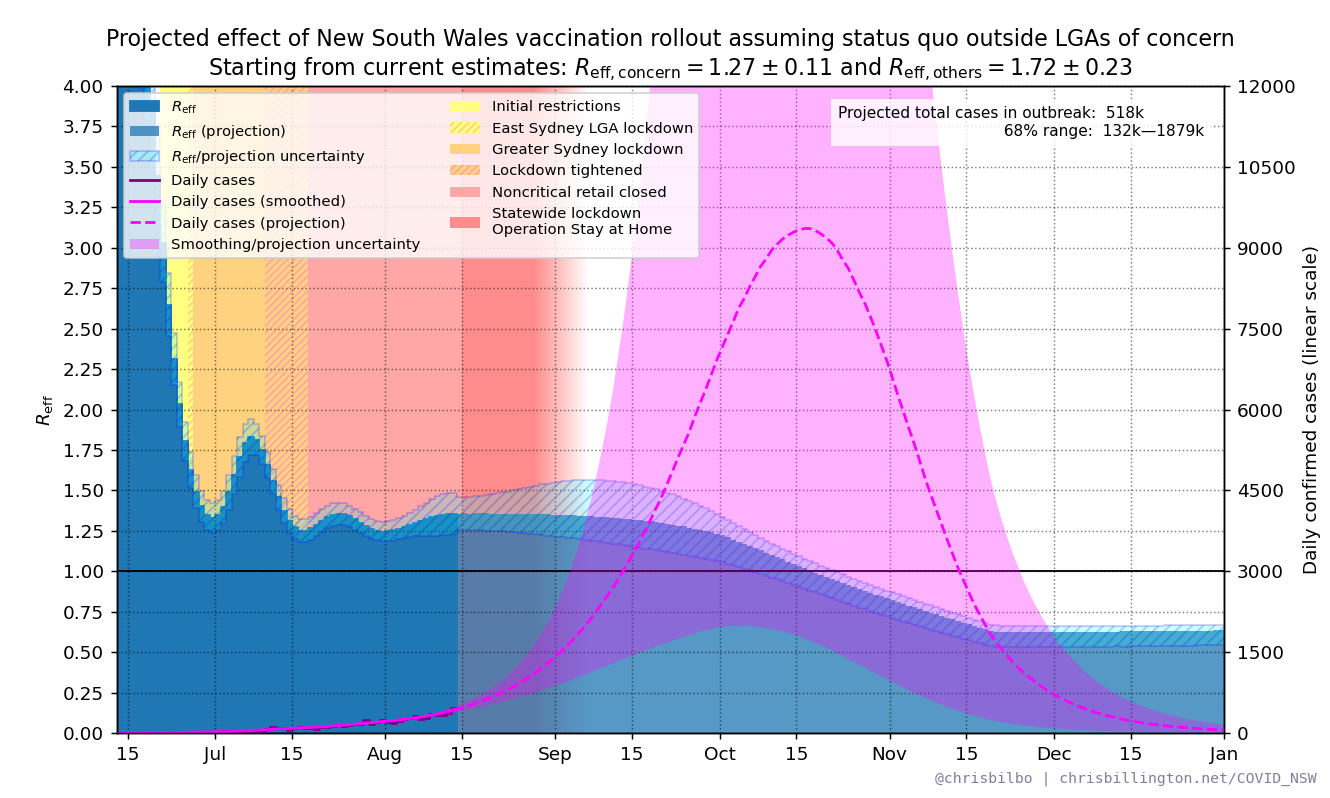 Projected effect of New South Wales vaccination rollout assuming status quo outside LGAs of concern
Starting from current estimates: Reff, concern = 1.27 ± 0.11 and Reff, others = 1.72 ± 0.23
Reff
Reff (projection)
Reff/projection uncertainty
Daily cases
Daily cases (smoothed)
Daily cases (projection)
Smoothing/projection uncertainty
Initial restrictions
East Sydney LGA lockdown
Greater Sydney lockdown
Lockdown tightened
Noncritical retail closed
Statewide lockdown
Operation Stay at Home
Projected total cases in outbreak: 518k
68% range: 132k—1879k
4.00
3.75
3.50
3.25
3.00
2.75
2.50
2.25
2.00
1.75
1.50
1.25
1.00
0.75
0.50
0.25
0.00
Reff
12000
10500
9000
7500
6000
4500
3000
1500
0
Daily confirmed cases (linear scale)
15 Jul 15 Aug 15 Sep 15 Oct 15 Nov 15 Dec 15 Jan
@chrisbilbo | chrisbillington.net/COVID_NSW